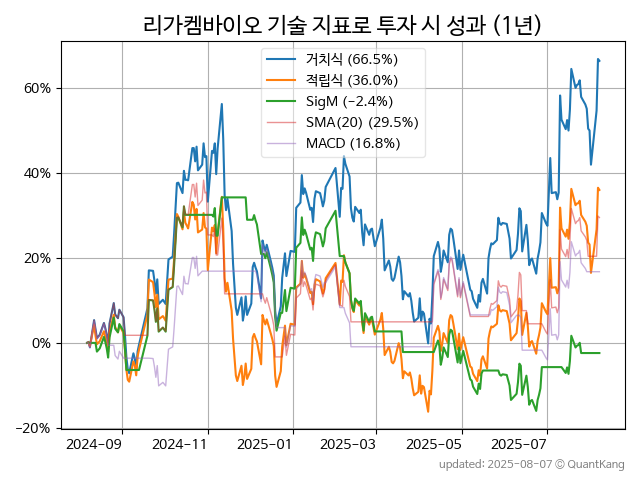 리가켐바이오 기술 지표로 투자 시 성과 (1년)
거치식 (66.5%)
적립식 (36.0%)
SigM (−2.4%)
SMA(20) (29.5%)
MACD (16.8%)
60%
40%
20%
0%
−20%
2024-09 2024-11 2025-01 2025-03 2025-05 2025-07
updated: 2025-08-07 © QuantKang